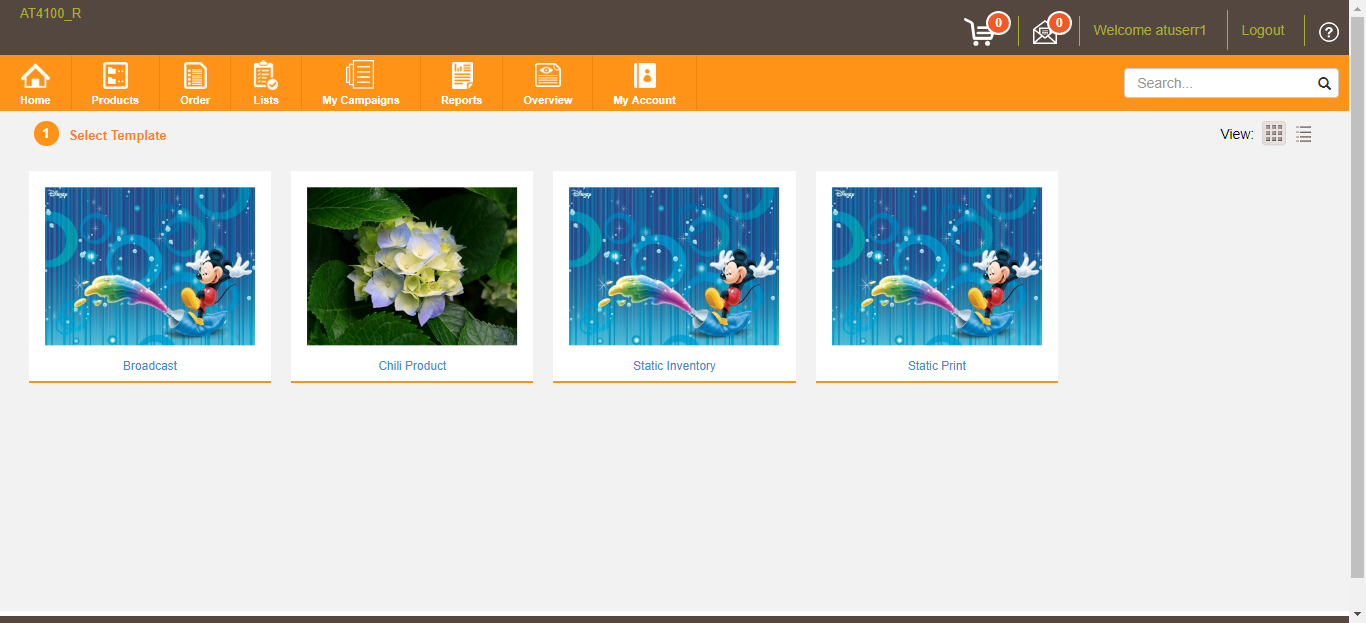 AT4100_R
0
0
Welcome atuserr1
Logout
?
Home
Products
Order
Lists
My Campaigns
Reports
Overview
My Account
Search...
1 Select Template
View:
Disney
Disney
Disney
Broadcast
Chili Product
Static Inventory
Static Print